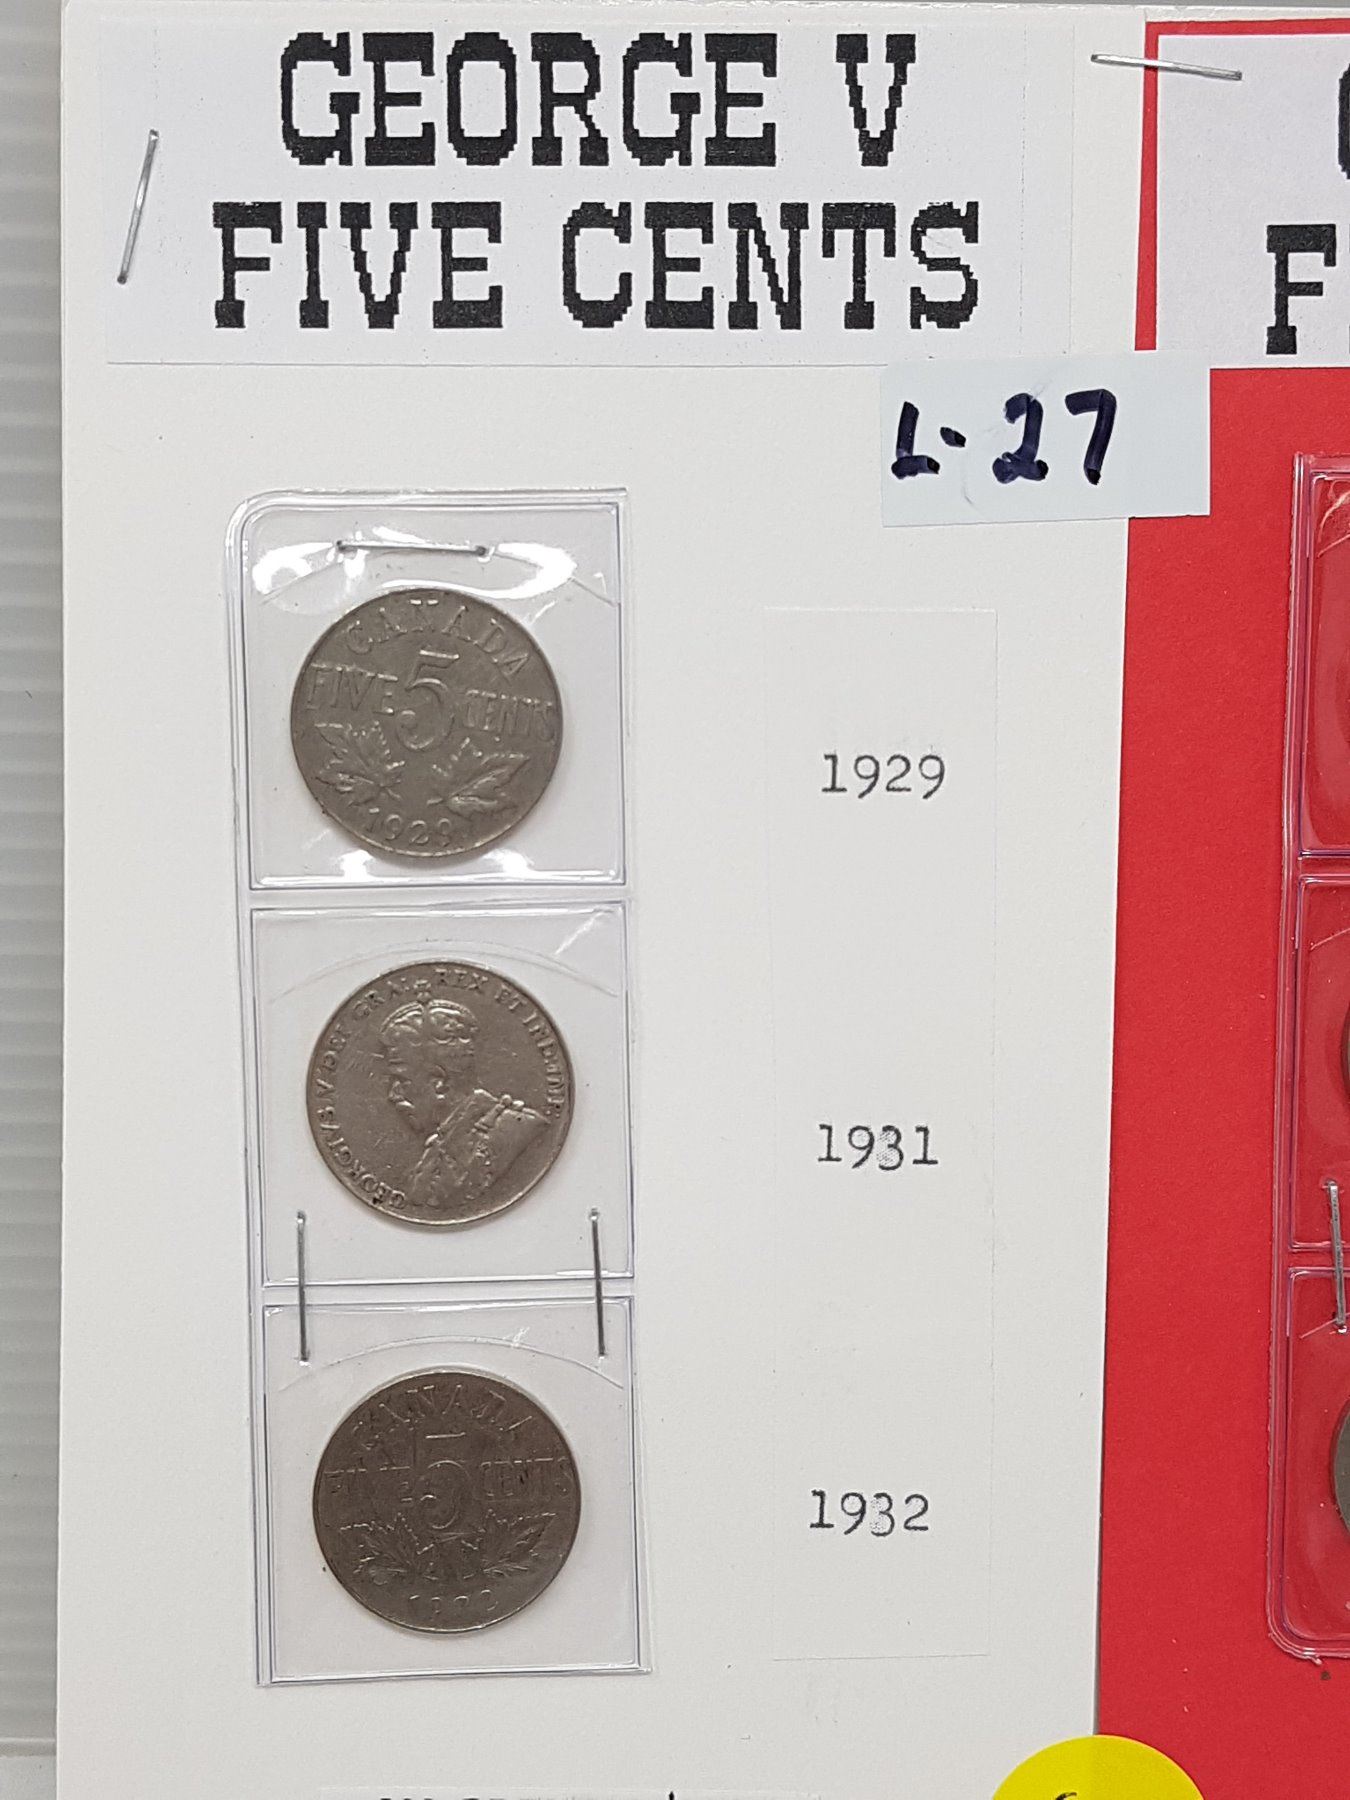 GEORGE V
FIVE CENTS
L-27
CANADA
FIVE 5 CENTS
1929
1929
GEORGIVS V DEI GRA: REX ET IND: IMP:
1931
CANADA
FIVE 5 CENTS
1932
1932